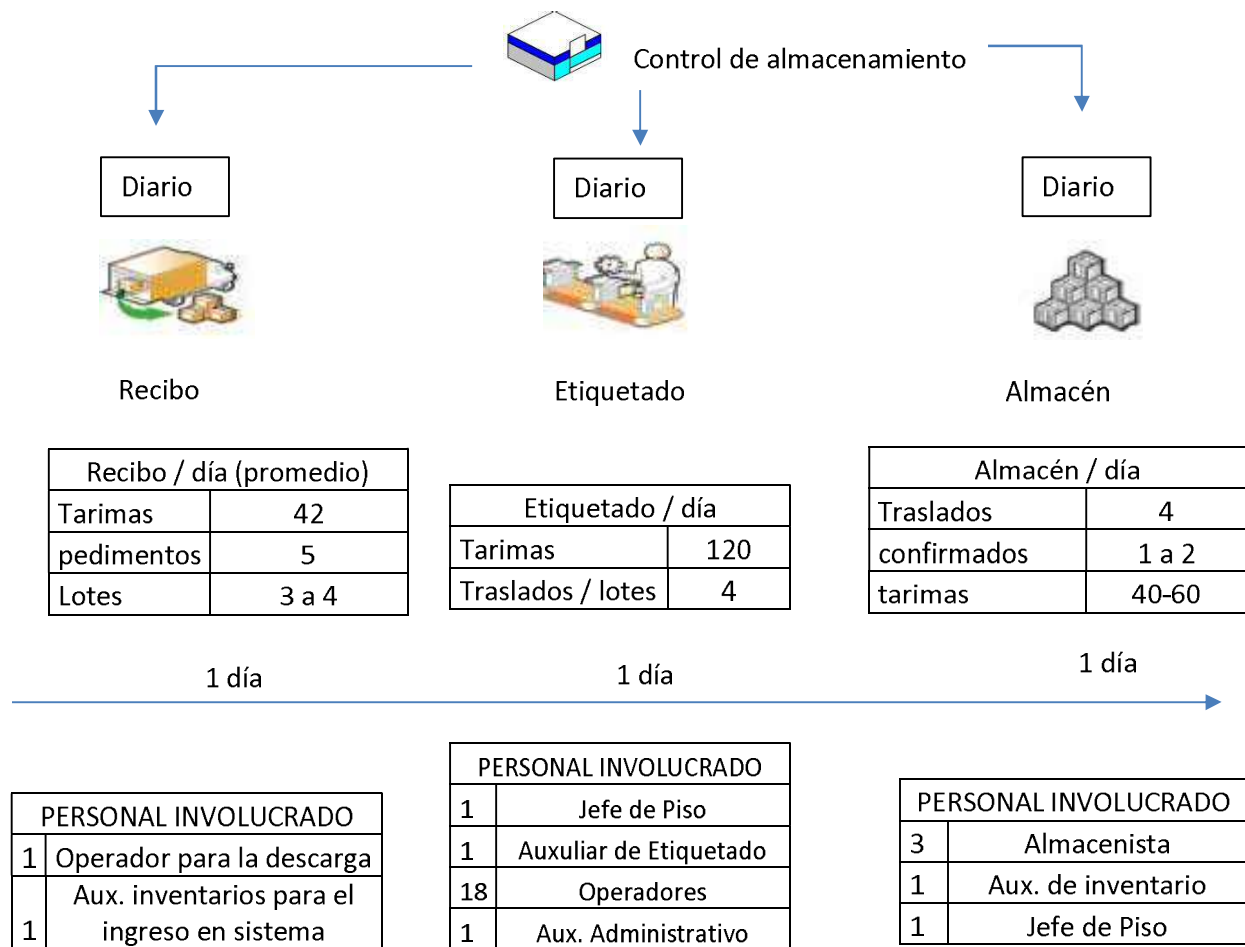 Control de almacenamiento
Diario
Diario
Diario
Recibo
Etiquetado
Almacén
Recibo / día (promedio)
Tarimas 42
pedimentos 5
Lotes 3 a 4
Etiquetado / día
Tarimas 120
Traslados / lotes 4
Almacén / día
Traslados 4
confirmados 1 a 2
tarimas 40-60
1 día
1 día
1 día
PERSONAL INVOLUCRADO
1 Operador para la descarga
Aux. inventarios para el
1 ingreso en sistema
PERSONAL INVOLUCRADO
1 Jefe de Piso
1 Auxuliar de Etiquetado
18 Operadores
1 Aux. Administrativo
PERSONAL INVOLUCRADO
3 Almacenista
1 Aux. de inventario
1 Jefe de Piso